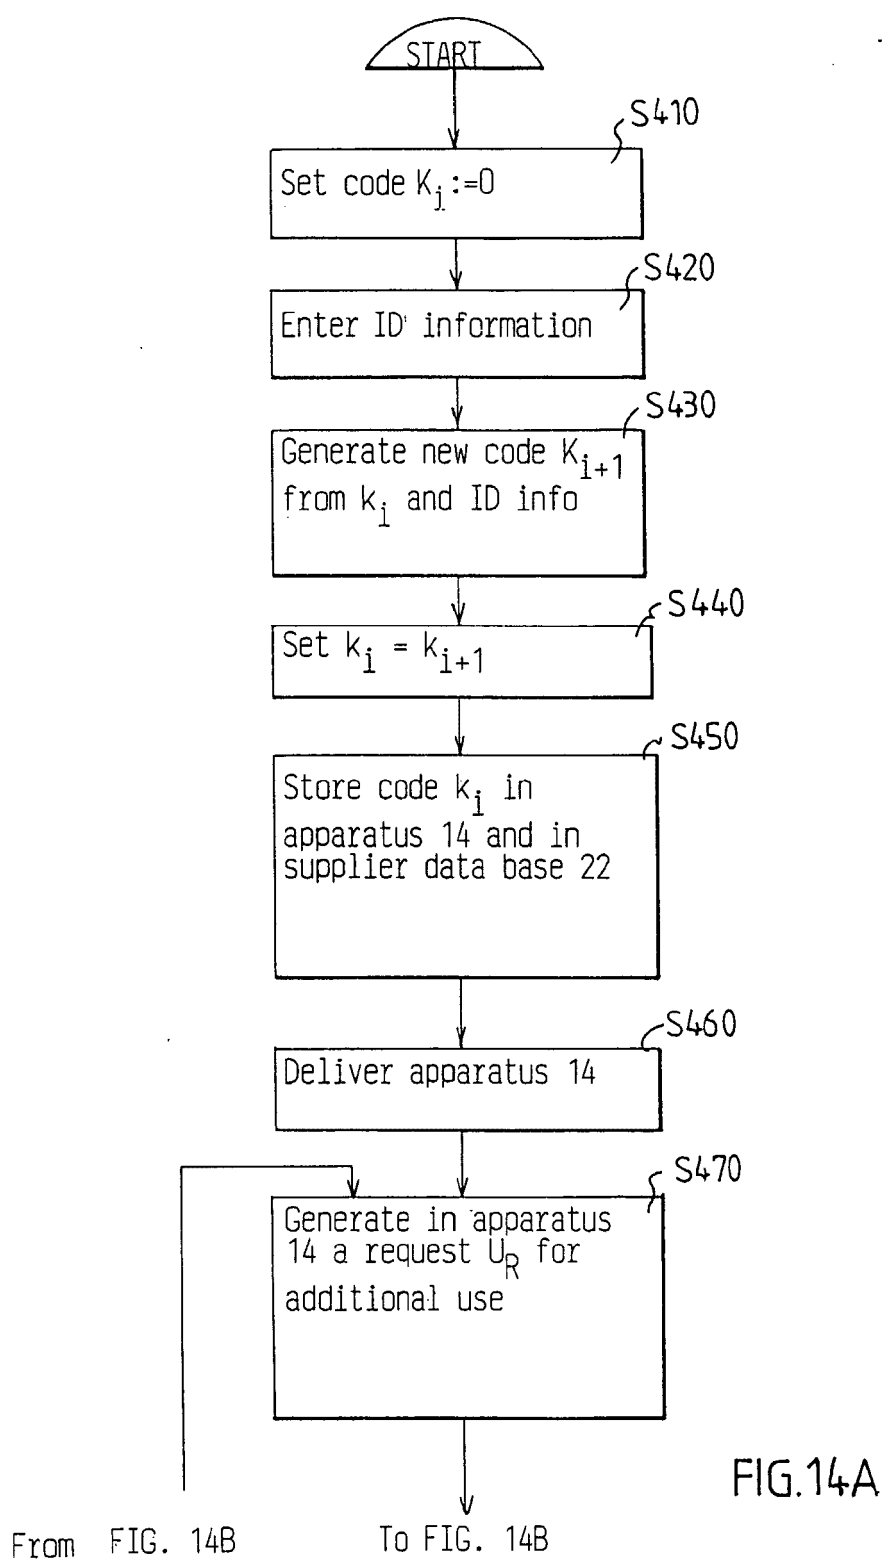 START
S410
Set code Ki:=0
S420
Enter ID information
S430
Generate new code Ki+1
from ki and ID info
S440
Set ki = ki+1
S450
Store code ki in
apparatus 14 and in
supplier data base 22
S460
Deliver apparatus 14
S470
Generate in apparatus
14 a request UR for
additional use
FIG.14A
From FIG. 14B
To FIG. 14B